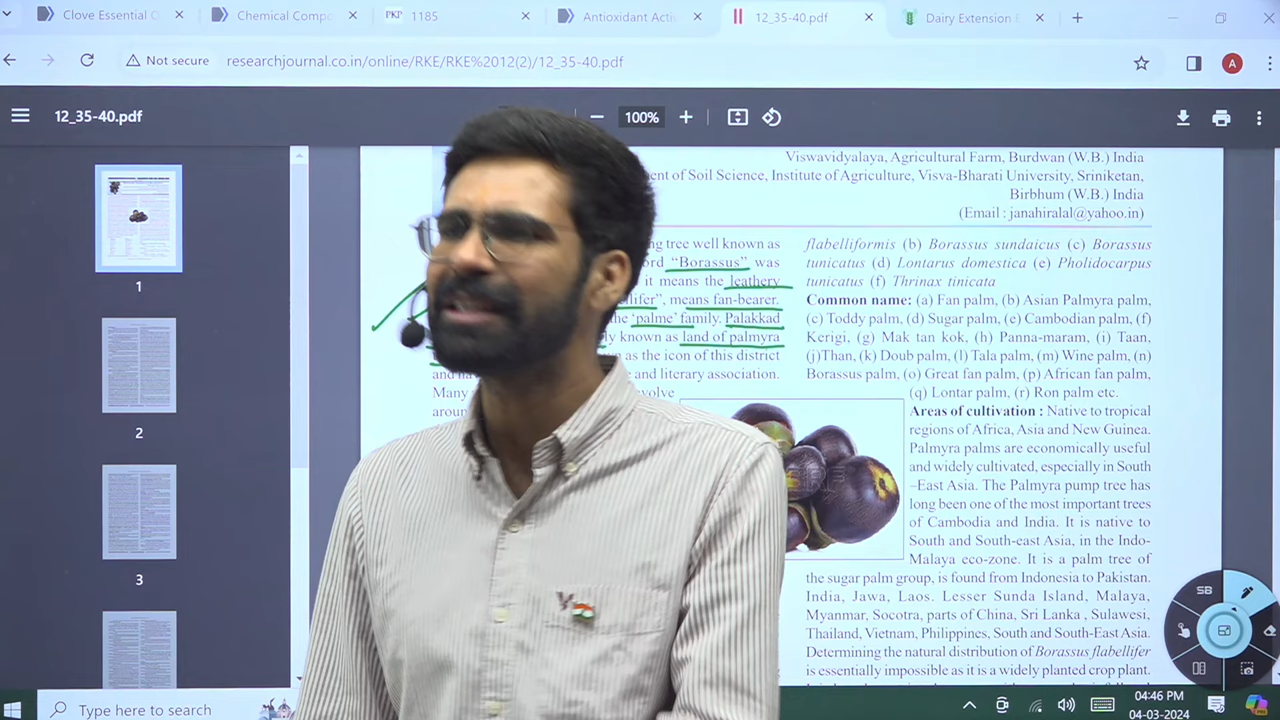 Clove Essential O
Chemical Compo
PKP 1185
Antioxidant Acti
12_35-40.pdf
Dairy Extension
Not secure
researchjournal.co.in/online/RKE/RKE%2012(2)/12_35-40.pdf
A
12_35-40.pdf
100%
1
2
3
Viswavidyalaya, Agricultural Farm, Burdwan (W.B.) India
of Soil Science, Institute of Agriculture, Visva-Bharti University, Sriniketan,
Birbhum (W.B.) India
(Email : janahiralal@yahoo.in)
tree well known as
"Borassus" was
it means the leathery
means fan-bearer.
'palme' family. Palakkad
known as land of palmyra
as the icon of this district
and literary association.
Many
flabelliformis (b) Borassus sundaicus (c) Borassus
tunicatus (d) Lontarus domestica (e) Pholidocarpus
tunicatus (f) Thrinax tinicata
Common name: (a) Fan palm, (b) Asian Palmyra palm,
(c) Toddy palm, (d) Sugar palm, (e) Cambodian palm, (f)
Kerigi, (g) Mak tan kok, (h) Panna-maram, (i) Taan,
(k) Doub palm, (l) Tala palm, (m) Wine palm, (n)
Borassus palm, (o) Great fan palm, (p) African fan palm,
(q) Lontar palm, (r) Ron palm etc.
Areas of cultivation : Native to tropical
regions of Africa, Asia and New Guinea.
Palmyra palms are economically useful
and widely cultivated, especially in South
-East Asia. The Palmyra pump tree has
long been one of the most important trees
of Cambodia and India. It is native to
South and South-east Asia, in the Indo-
Malaya eco-zone. It is a palm tree of
the sugar palm group, is found from Indonesia to Pakistan.
India, Jawa, Laos. Lesser Sunda Island, Malaya,
Myanmar, Socotra, parts of China, Sri Lanka , Sulawesi,
Thailand, Vietnam, Philippines, South and South-East Asia.
Determining the natural distribution of Borassus flabellifer
is essentially impossible as it is a widely planted crop plant.
SB
Type here to search
04:46 PM
04-03-2024